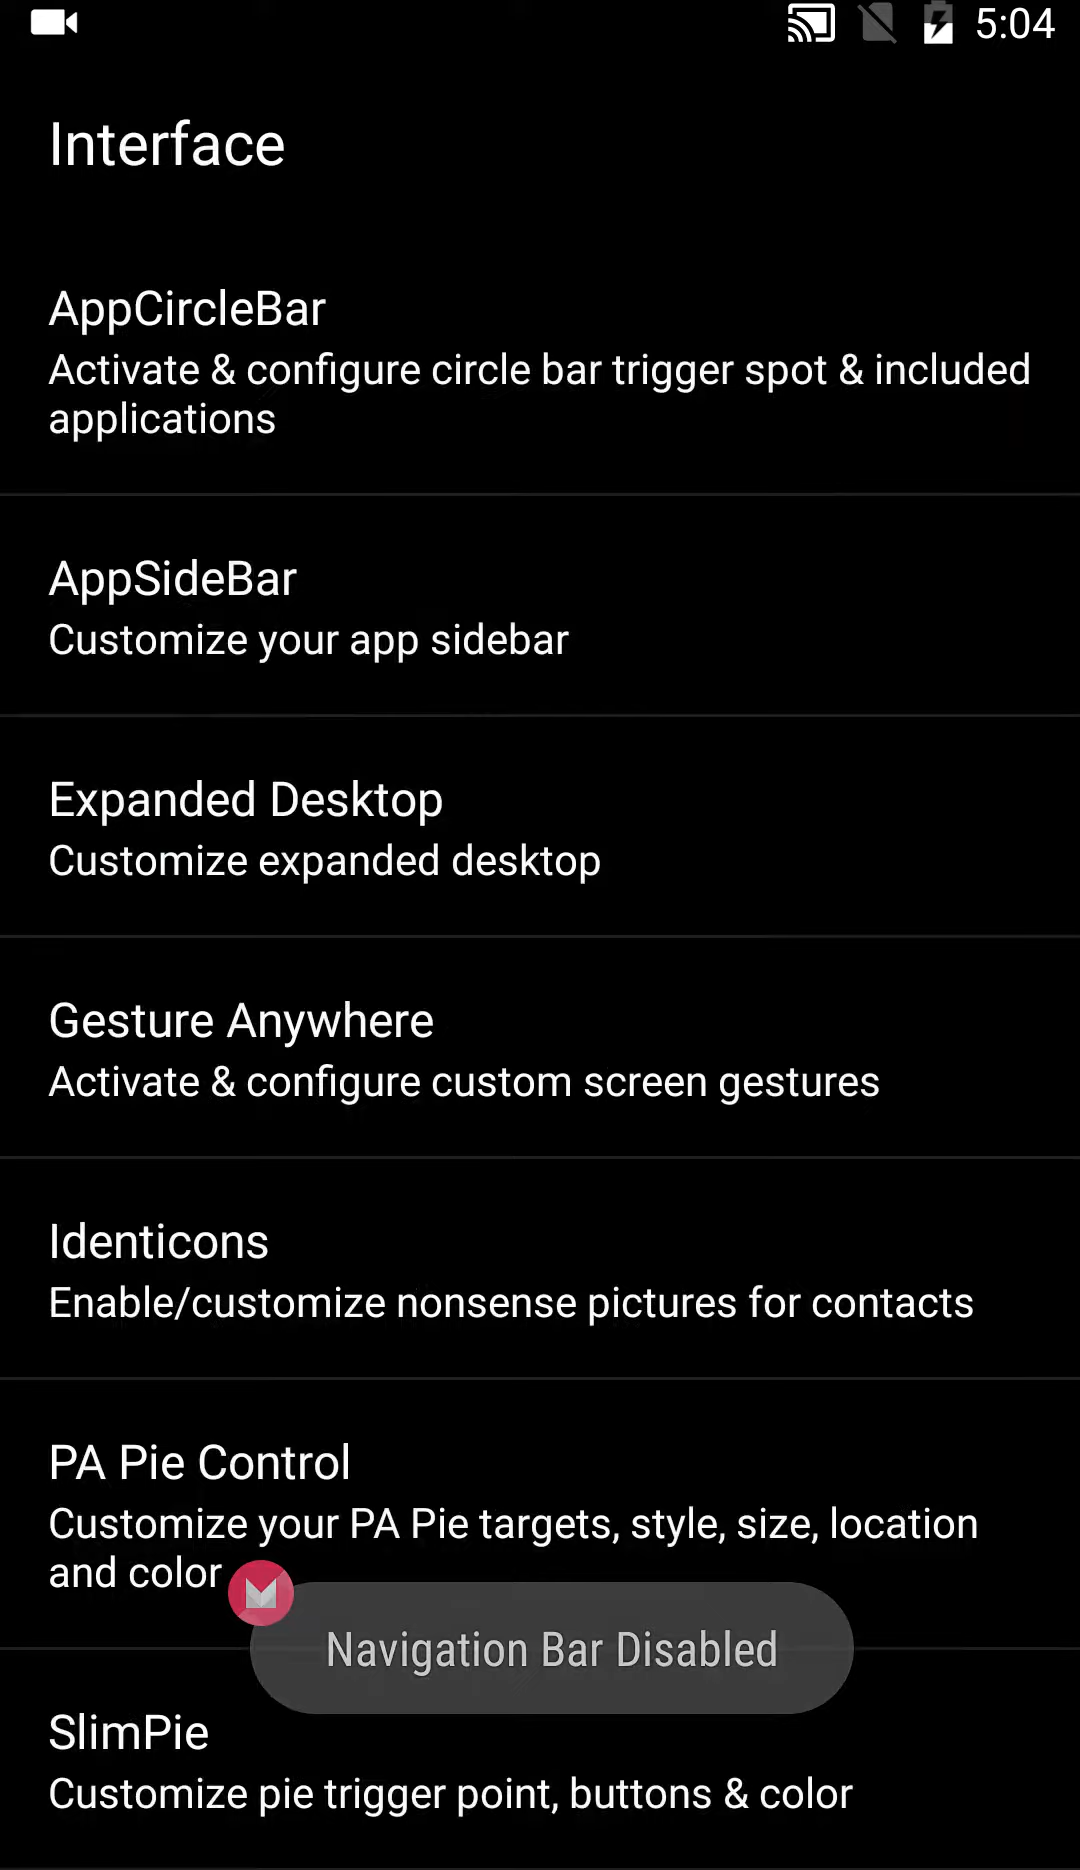 5:04
Interface
AppCircleBar
Activate & configure circle bar trigger spot & included
applications
AppSideBar
Customize your app sidebar
Expanded Desktop
Customize expanded desktop
Gesture Anywhere
Activate & configure custom screen gestures
Identicons
Enable/customize nonsense pictures for contacts
PA Pie Control
Customize your PA Pie targets, style, size, location
and color
Navigation Bar Disabled
SlimPie
Customize pie trigger point, buttons & color